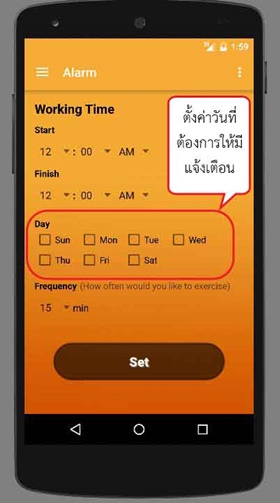 1:59
Alarm
Working Time
Start
12 : 00 AM
ตั้งค่าวันที่
ต้องการให้มี
แจ้งเตือน
Finish
12 : 00 AM
Day
Sun Mon Tue Wed
Thu Fri Sat
Frequency (How often would you like to exercise)
15 min
Set